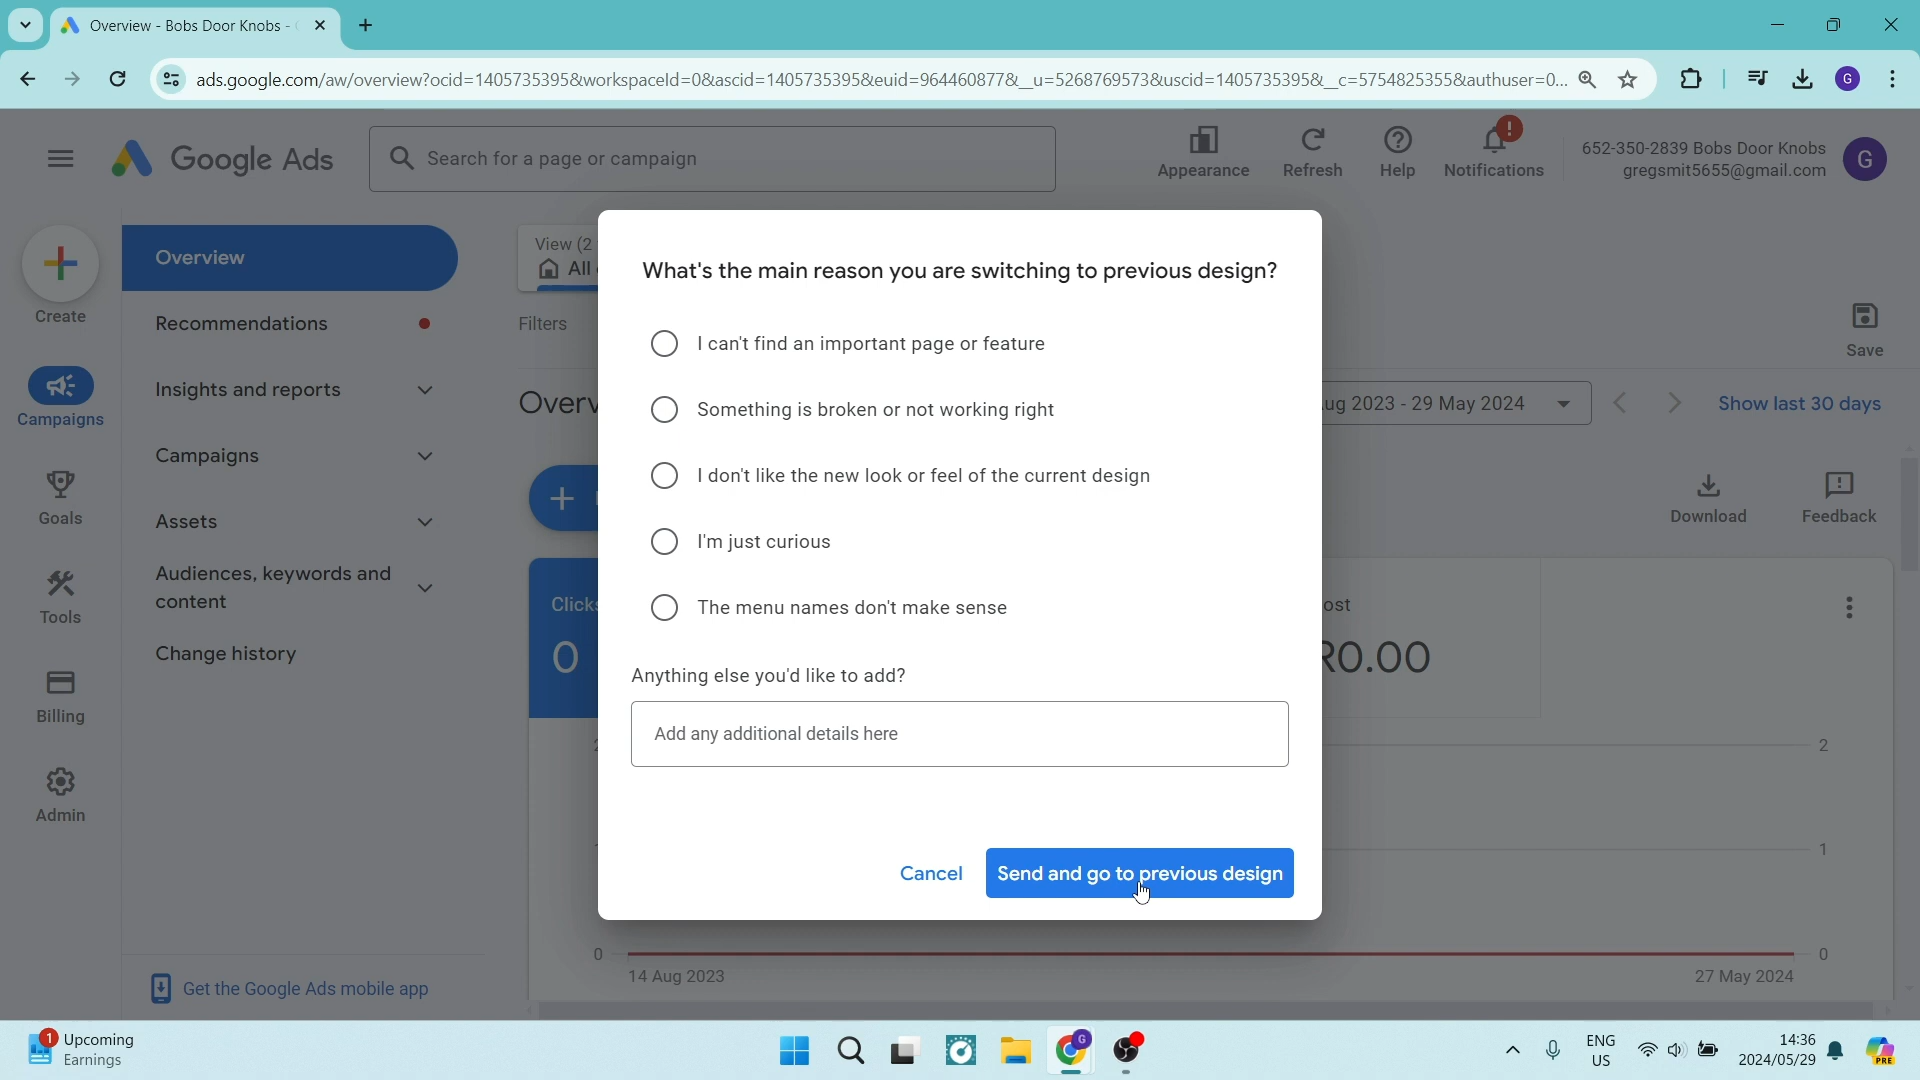 Overview - Bobs Door Knobs -
ads.google.com/aw/overview?ocid=1405735395&workspaceId=0&ascid=1405735395&euid=964460877&__u=5268769573&uscid=1405735395&__c=5754825355&authuser=0...
G
Google Ads
Search for a page or campaign
Appearance
Refresh
Help
!
Notifications
652-350-2839 Bobs Door Knobs
gregsmit5655@gmail.com
G
Create
Campaigns
Goals
Tools
Billing
Admin
Overview
Recommendations
Insights and reports
Campaigns
Assets
Audiences, keywords and
content
Change history
Get the Google Ads mobile app
View (2
All
Filters
Save
Overv
ug 2023 - 29 May 2024
Show last 30 days
Download
Feedback
Clicks
0
ost
R0.00
2
1
0
0
14 Aug 2023
27 May 2024
What's the main reason you are switching to previous design?
I can't find an important page or feature
Something is broken or not working right
I don't like the new look or feel of the current design
I'm just curious
The menu names don't make sense
Anything else you'd like to add?
Add any additional details here
Cancel
Send and go to previous design
1
Upcoming
Earnings
G
ENG
US
14:36
2024/05/29
PRE